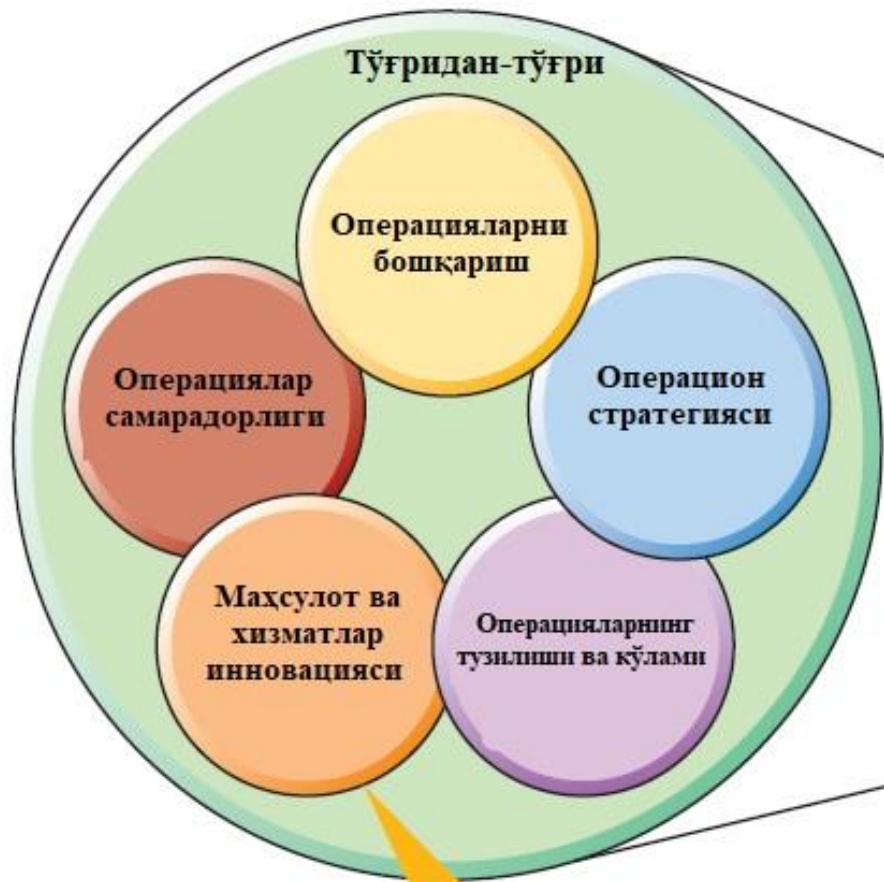 Тўғридан-тўғри
Операцияларни
бошқариш
Операциялар
самарадорлиги
Операцион
стратегияси
Маҳсулот ва
хизматлар
инновацияси
Операцияларнинг
тузилиши ва кўлами